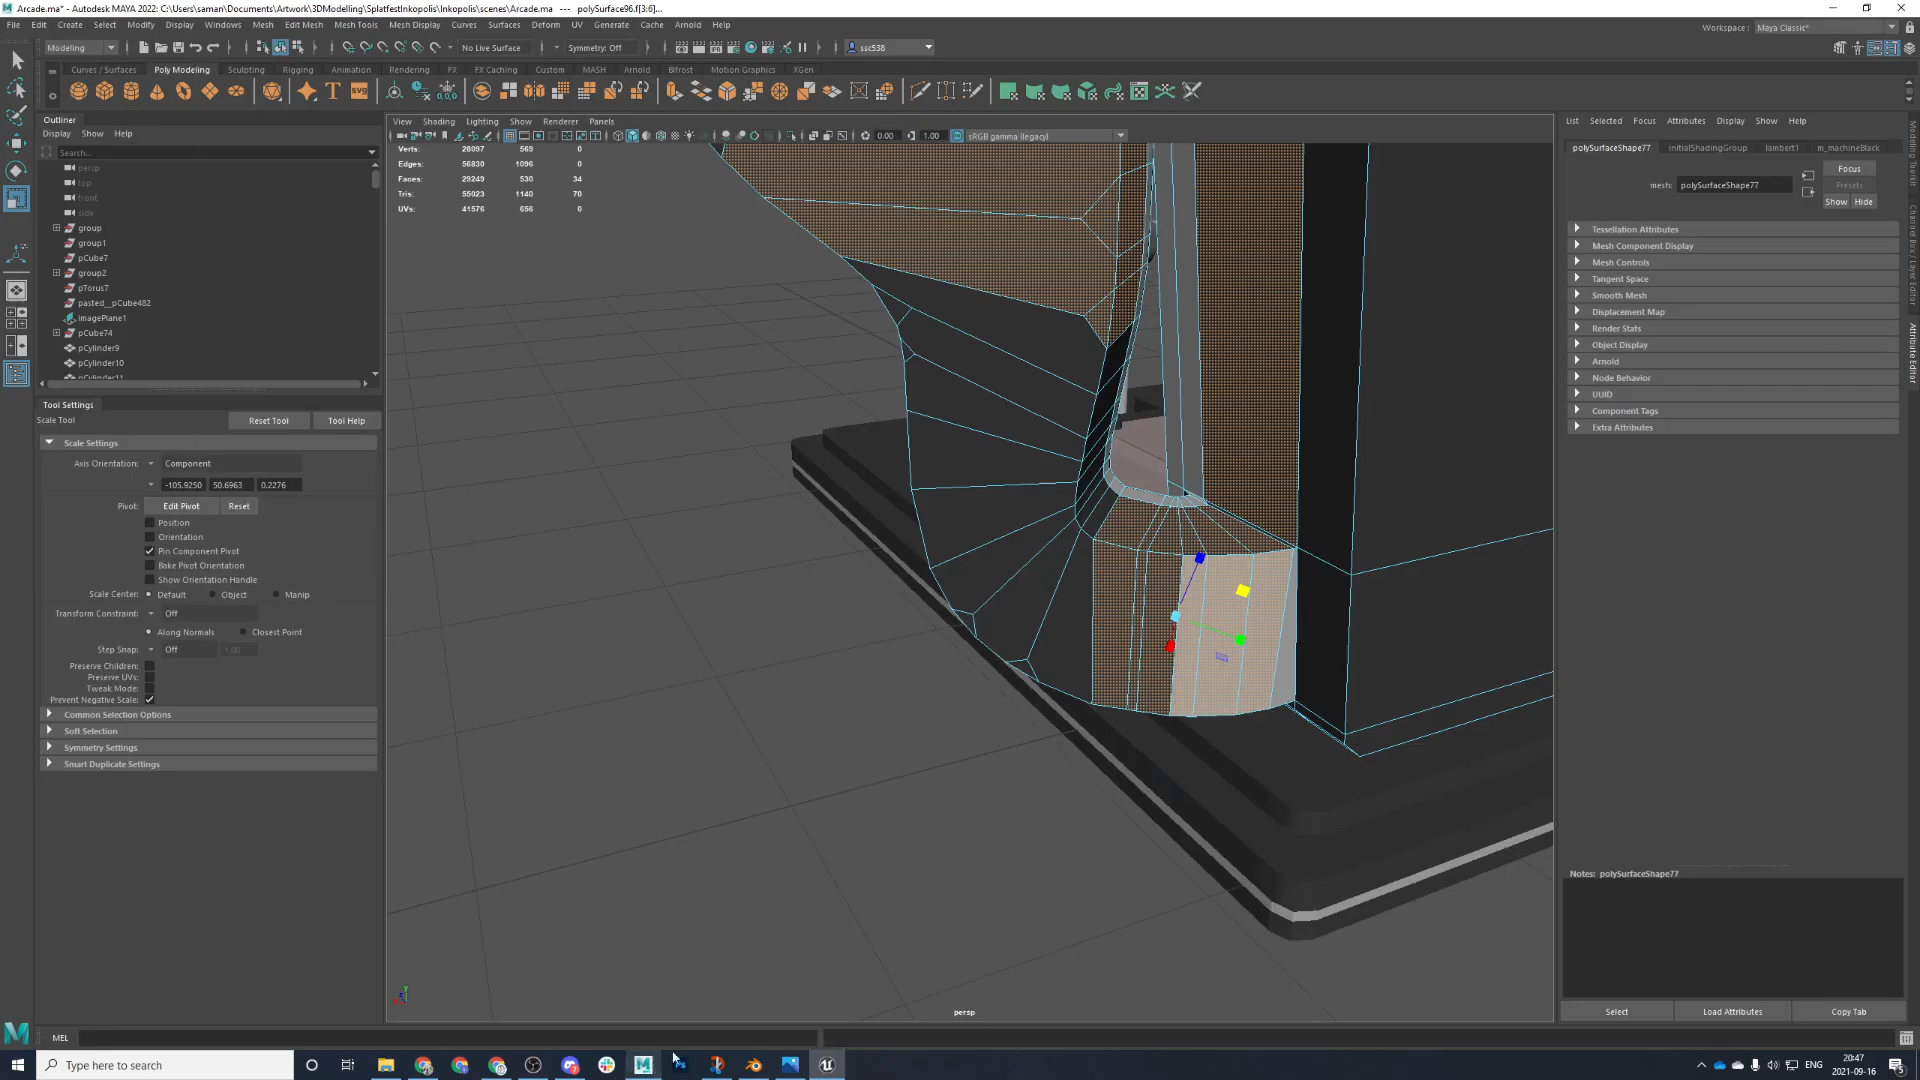 Arcade.ma* - Autodesk MAYA 2022: C:\Users\saman\Documents\Artwork\3DModelling\SplatfestInkopolis\Inkopolis\scenes\Arcade.ma --- polySurface96.f[3:6]...
File Edit Create Select Modify Display Windows Mesh Edit Mesh Mesh Tools Mesh Display Curves Surfaces Deform UV Generate Cache Arnold Help
Workspace: Maya Classic*
Modeling No Live Surface Symmetry: Off ssc538
Curves / Surfaces Poly Modeling Sculpting Rigging Animation Rendering FX FX Caching Custom MASH Arnold Bifrost Motion Graphics XGen
Outliner
Display Show Help
Search...
persp
top
front
side
group
group1
pCube7
group2
pTorus7
pasted__pCube482
imagePlane1
pCube74
pCylinder9
pCylinder10
pCylinder11
Tool Settings
Scale Tool Reset Tool Tool Help
Scale Settings
Axis Orientation: Component
-105.9250 50.6963 0.2276
Pivot: Edit Pivot Reset
Position
Orientation
Pin Component Pivot
Bake Pivot Orientation
Show Orientation Handle
Scale Center: Default Object Manip
Transform Constraint: Off
Along Normals Closest Point
Step Snap: Off 1.00
Preserve Children:
Preserve UVs:
Tweak Mode:
Prevent Negative Scale:
Common Selection Options
Soft Selection
Symmetry Settings
Smart Duplicate Settings
View Shading Lighting Show Renderer Panels
0.00 1.00 sRGB gamma (legacy)
Verts: 28097 569 0
Edges: 56830 1096 0
Faces: 29249 530 34
Tris: 55023 1140 70
UVs: 41576 656 0
persp
List Selected Focus Attributes Display Show Help
polySurfaceShape77 initialShadingGroup lambert1 m_machineBlack
Focus
mesh: polySurfaceShape77
Presets
Show Hide
Tessellation Attributes
Mesh Component Display
Mesh Controls
Tangent Space
Smooth Mesh
Displacement Map
Render Stats
Object Display
Arnold
Node Behavior
UUID
Component Tags
Extra Attributes
Notes: polySurfaceShape77
Select Load Attributes Copy Tab
Modeling Toolkit
Channel Box / Layer Editor
Attribute Editor
MEL
Type here to search
ENG
20:47
2021-09-16